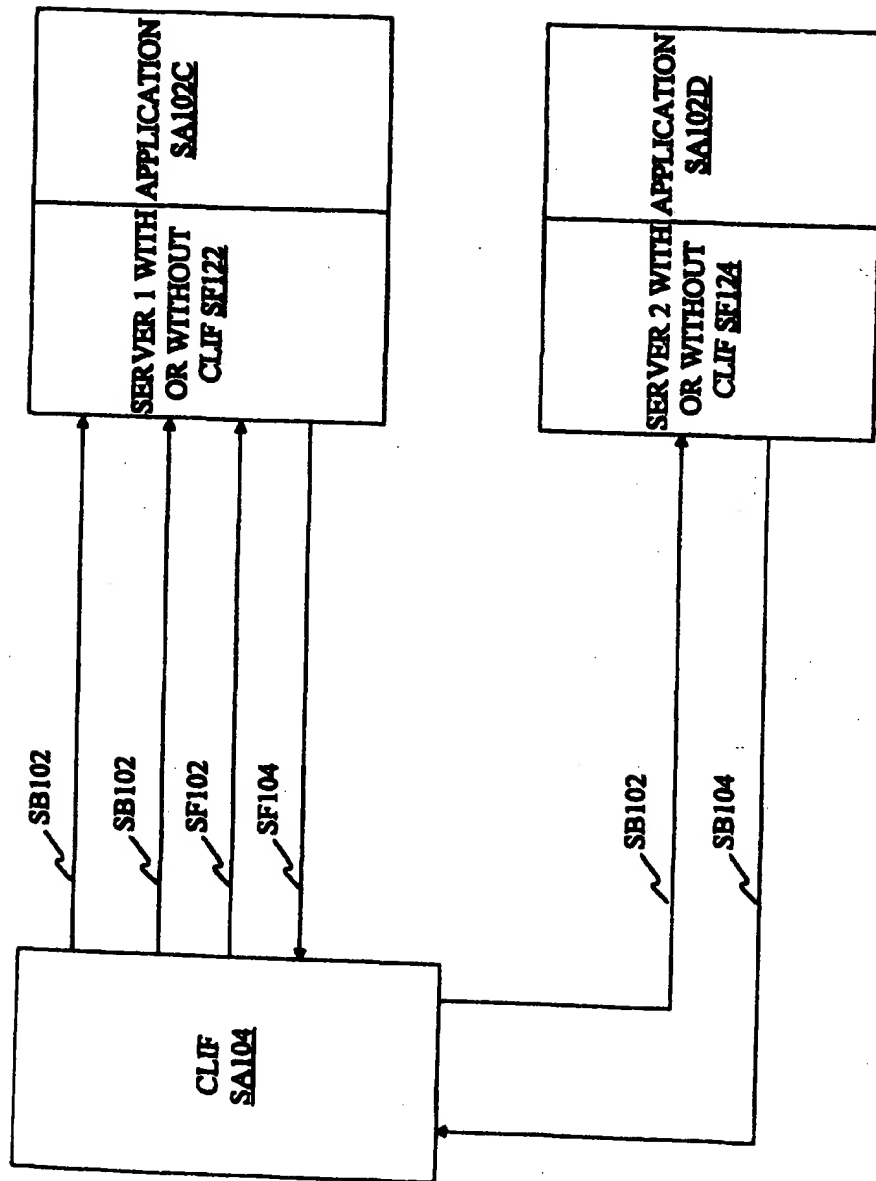 SERVER 1 WITH
OR WITHOUT
CLIF SF122
APPLICATION
SA102C
SERVER 2 WITH
OR WITHOUT
CLIF SF124
APPLICATION
SA102D
SB102
SB102
SF102
SF104
SB102
SB104
CLIF
SA104